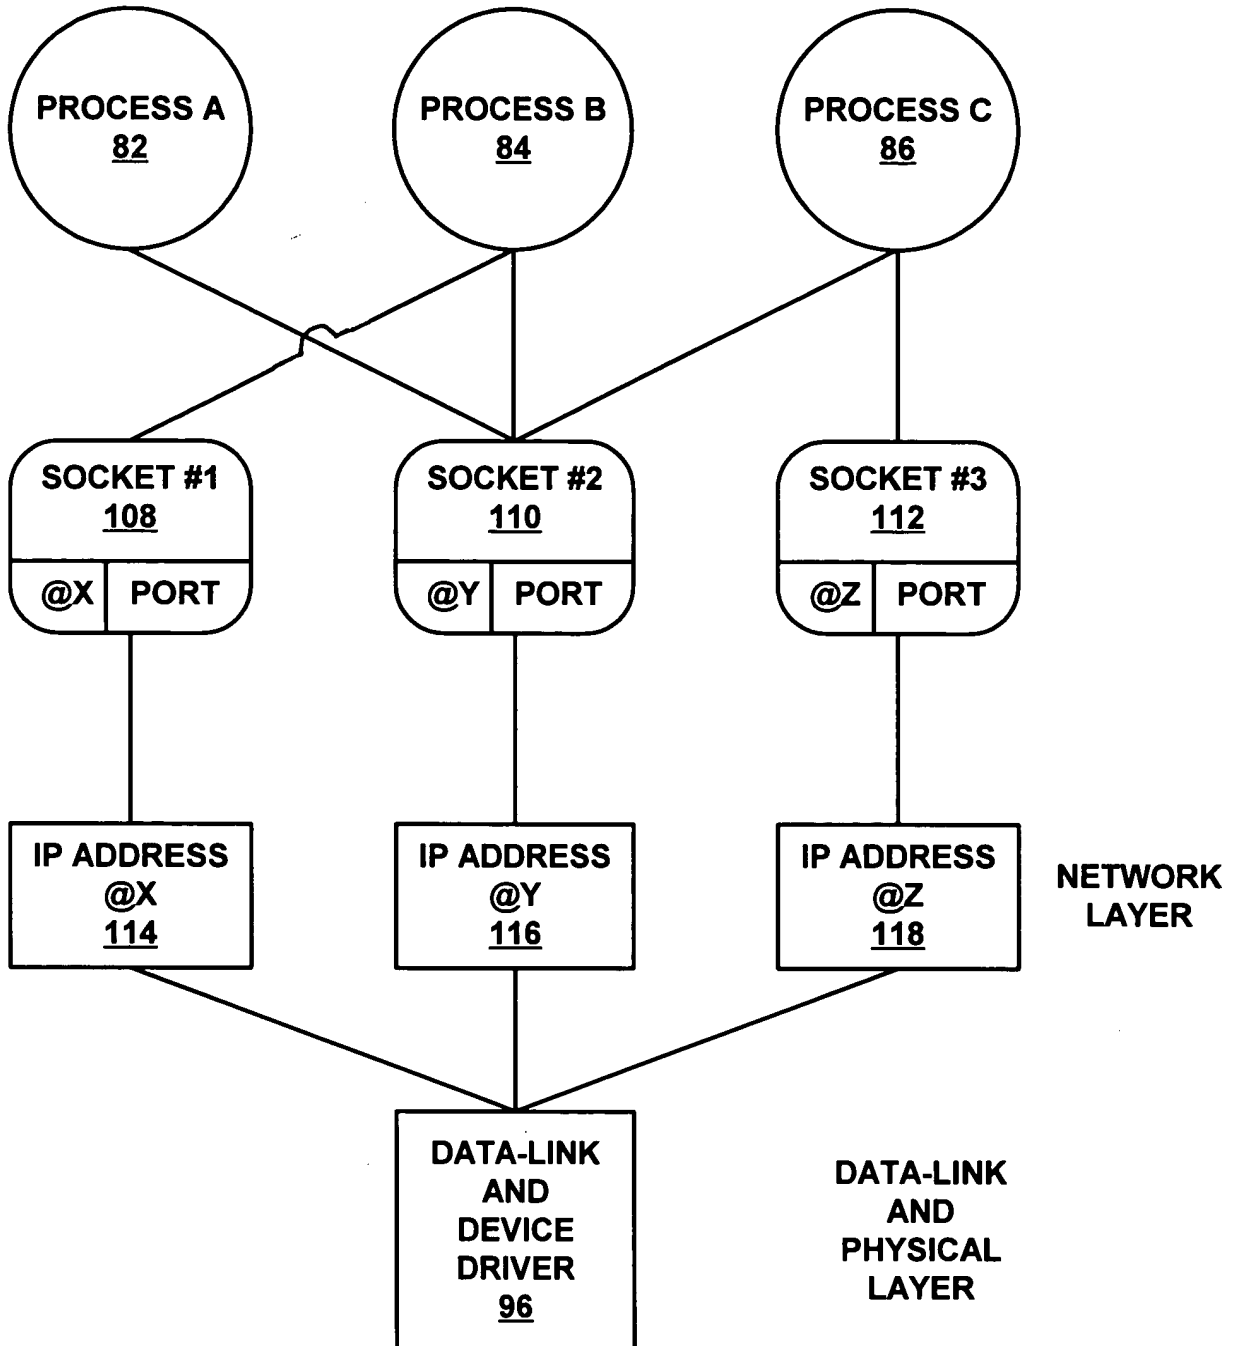 PROCESS A
82
PROCESS B
84
PROCESS C
86
SOCKET #1
108
@X PORT
SOCKET #2
110
@Y PORT
SOCKET #3
112
@Z PORT
IP ADDRESS
@X
114
IP ADDRESS
@Y
116
IP ADDRESS
@Z
118
NETWORK
LAYER
DATA-LINK
AND
DEVICE
DRIVER
96
DATA-LINK
AND
PHYSICAL
LAYER